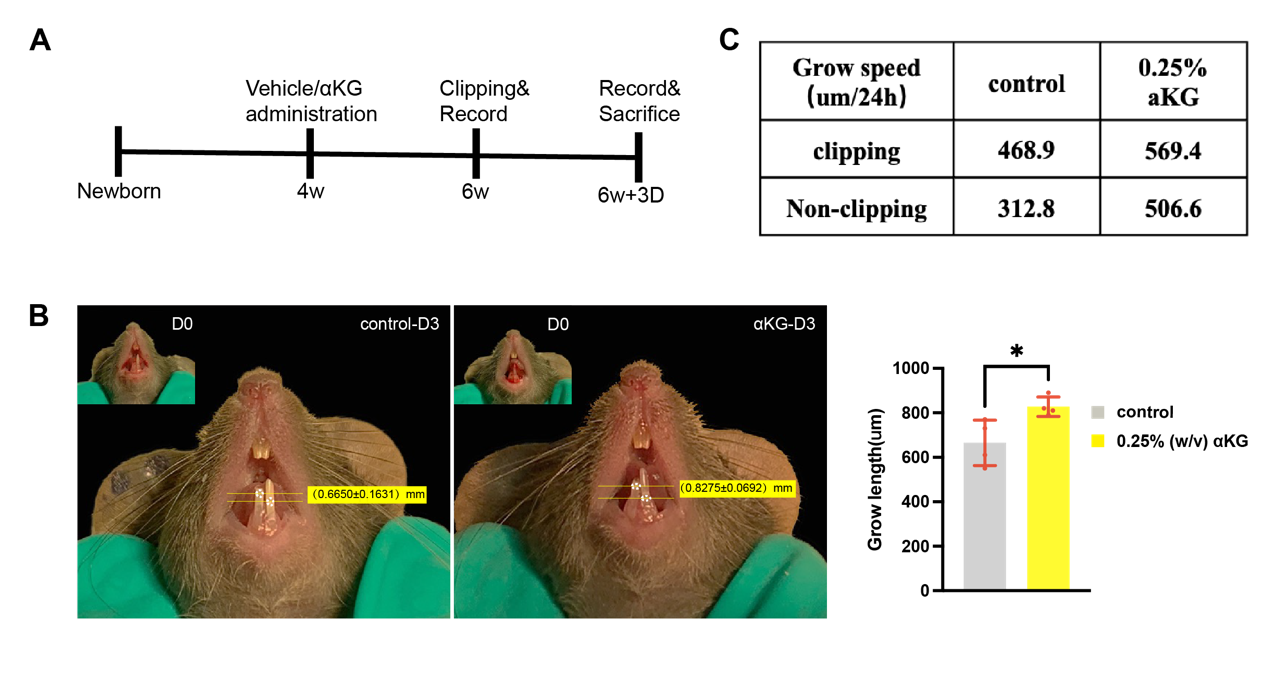 A
Vehicle/αKG
administration
Clipping&
Record
Record&
Sacrifice
Newborn
4w
6w
6w+3D
C
Grow speed
(um/24h)
control
0.25%
aKG
clipping
468.9
569.4
Non-clipping
312.8
506.6
B
D0
control-D3
(0.6650±0.1631) mm
D0
αKG-D3
(0.8275±0.0692) mm
Grow length(um)
1000
800
600
400
200
0
*
control
0.25% (w/v) αKG